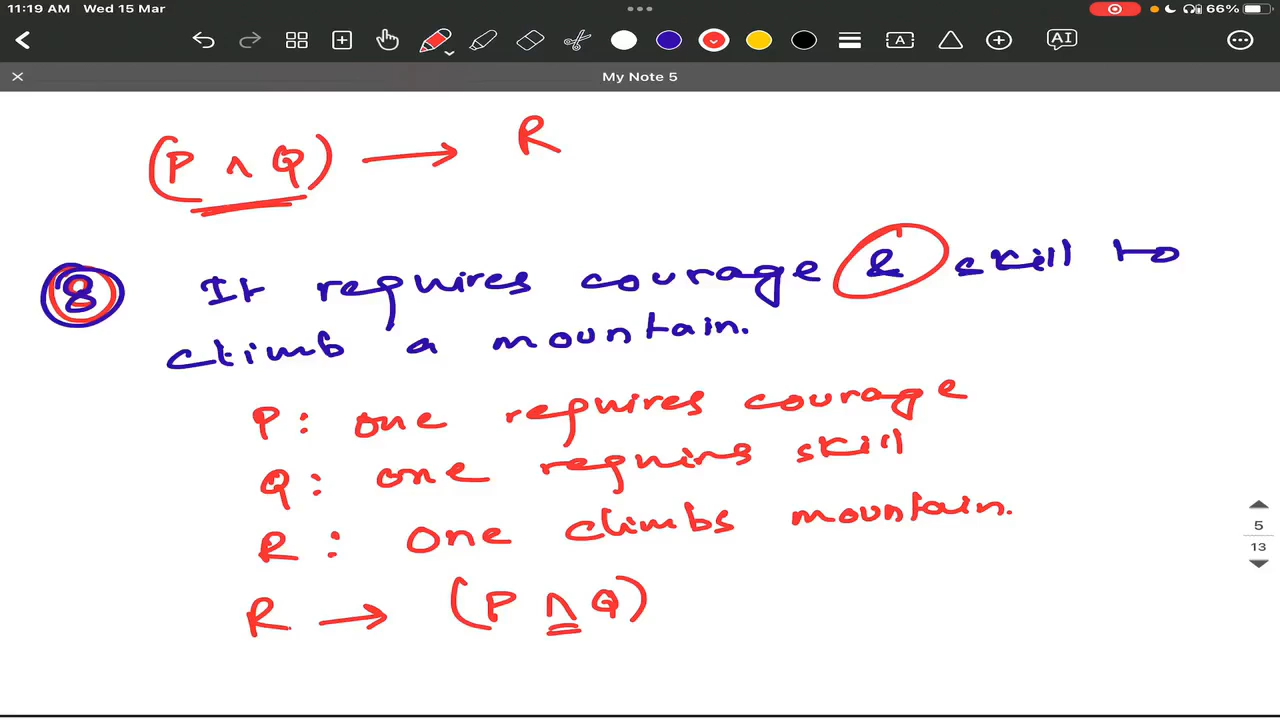 11:19 AM Wed 15 Mar
66%
A
AI
My Note 5
(P ∧ Q) → R
8 It requires courage & skill to
climb a mountain.
P: one requires courage
Q: one requires skill
R: one climbs mountain.
R → (P ∧ Q)
5
13